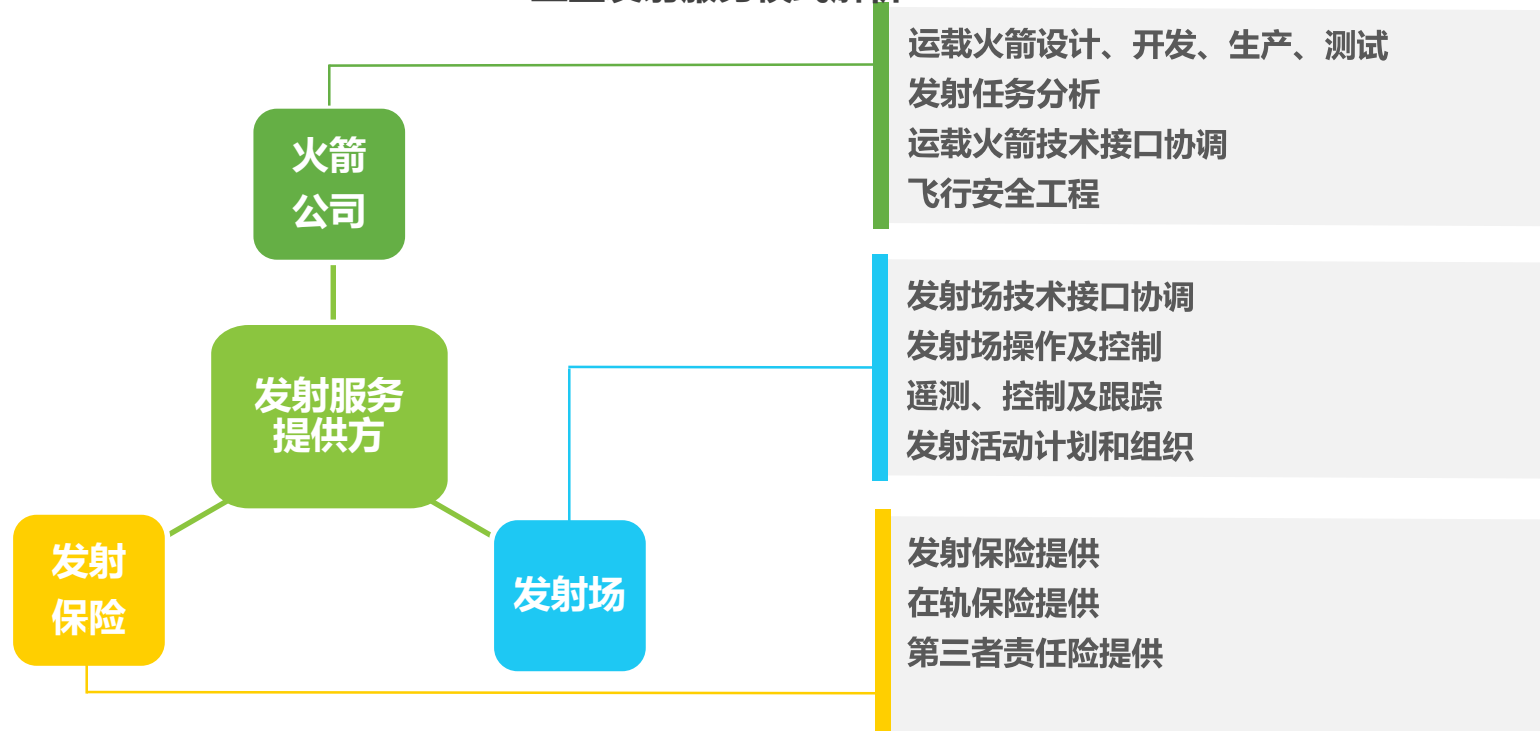 火箭
公司
发射服务
提供方
发射
保险
发射场
运载火箭设计、开发、生产、测试
发射任务分析
运载火箭技术接口协调
飞行安全工程
发射场技术接口协调
发射场操作及控制
遥测、控制及跟踪
发射活动计划和组织
发射保险提供
在轨保险提供
第三者责任险提供